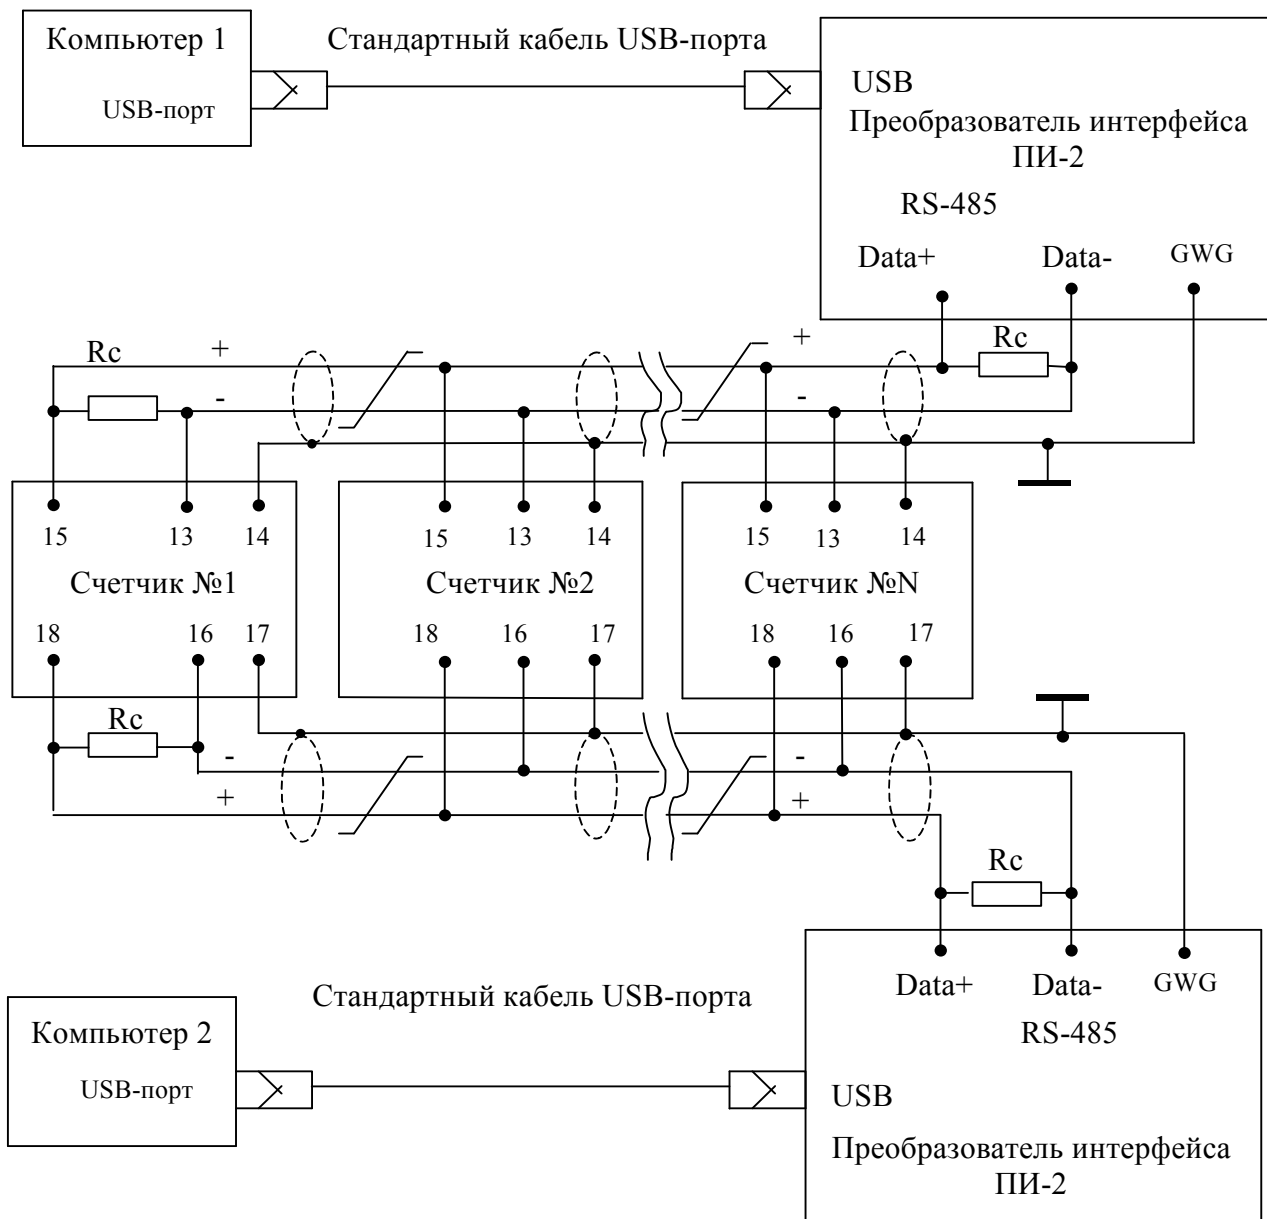 Компьютер 1
USB-порт
Стандартный кабель USB-порта
USB
Преобразователь интерфейса
ПИ-2
RS-485
Data+ Data- GWG
Rc + + Rc
- -
15 13 14 15 13 14 15 13 14
Счетчик №1 Счетчик №2 Счетчик №N
18 16 17 18 16 17 18 16 17
Rc
- -
+ +
Rc
Data+ Data- GWG
RS-485
Стандартный кабель USB-порта
Компьютер 2
USB-порт
USB
Преобразователь интерфейса
ПИ-2